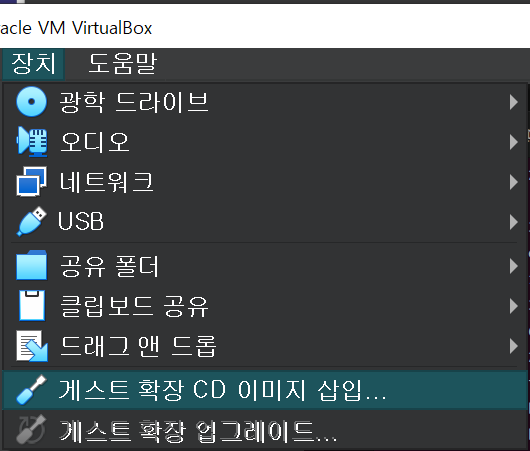 acle VM VirtualBox
장치 도움말
광학 드라이브
오디오
네트워크
USB
공유 폴더
클립보드 공유
드래그 앤 드롭
게스트 확장 CD 이미지 삽입...
게스트 확장 업그레이드...